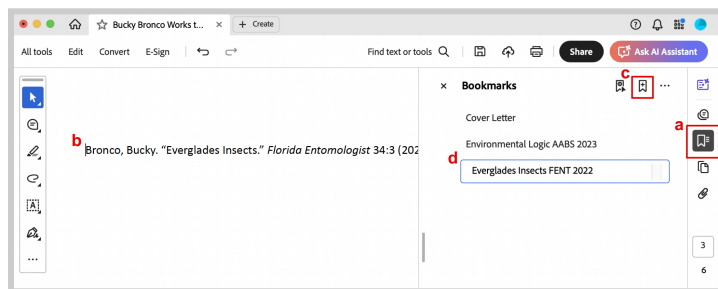 Bucky Bronco Works t... × + Create
All tools Edit Convert E-Sign Find text or tools Share Ask AI Assistant
c
× Bookmarks ...
a
Cover Letter
b
Environmental Logic AABS 2023
Bronco, Bucky. “Everglades Insects.” Florida Entomologist 34:3 (202
d
Everglades Insects FENT 2022
A
3
6